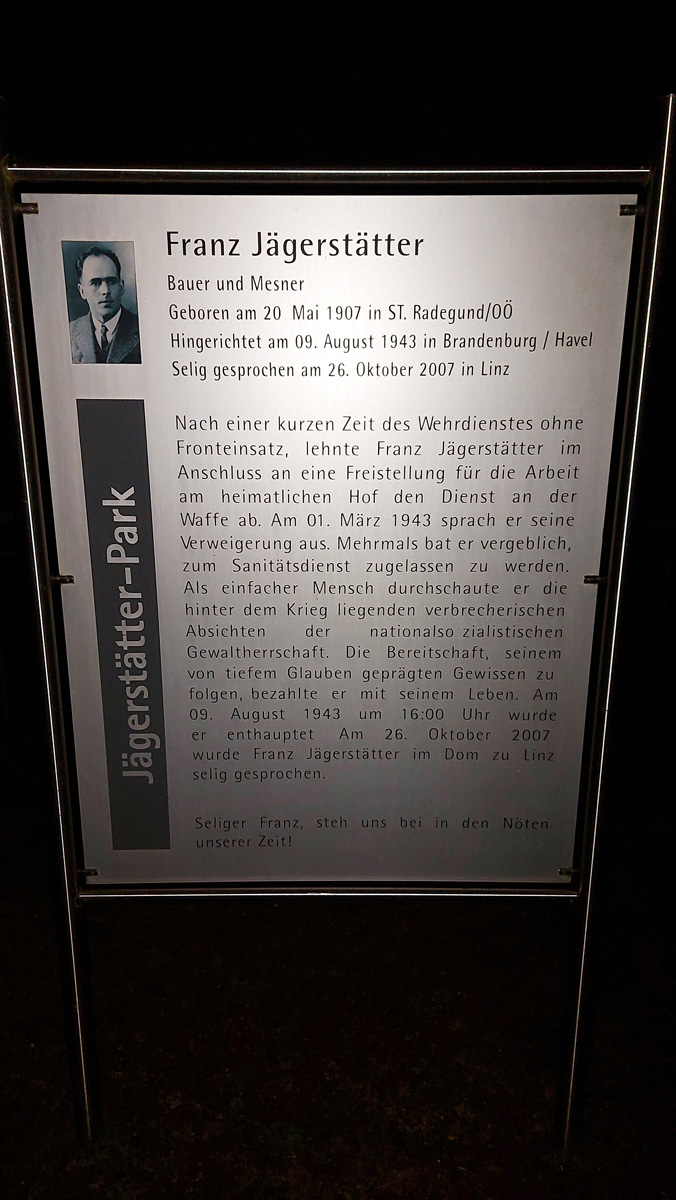 Franz Jägerstätter
Bauer und Mesner
Geboren am 20 Mai 1907 in ST. Radegund/OÖ
Hingerichtet am 09. August 1943 in Brandenburg / Havel
Selig gesprochen am 26. Oktober 2007 in Linz
Jägerstätter-Park
Nach einer kurzen Zeit des Wehrdienstes ohne
Fronteinsatz, lehnte Franz Jägerstätter im
Anschluss an eine Freistellung für die Arbeit
am heimatlichen Hof den Dienst an der
Waffe ab. Am 01. März 1943 sprach er seine
Verweigerung aus. Mehrmals bat er vergeblich,
zum Sanitätsdienst zugelassen zu werden.
Als einfacher Mensch durchschaute er die
hinter dem Krieg liegenden verbrecherischen
Absichten der nationalso zialistischen
Gewaltherrschaft. Die Bereitschaft, seinem
von tiefem Glauben geprägten Gewissen zu
folgen, bezahlte er mit seinem Leben. Am
09. August 1943 um 16:00 Uhr wurde
er enthauptet Am 26. Oktober 2007
wurde Franz Jägerstätter im Dom zu Linz
selig gesprochen.
Seliger Franz, steh uns bei in den Nöten
unserer Zeit!